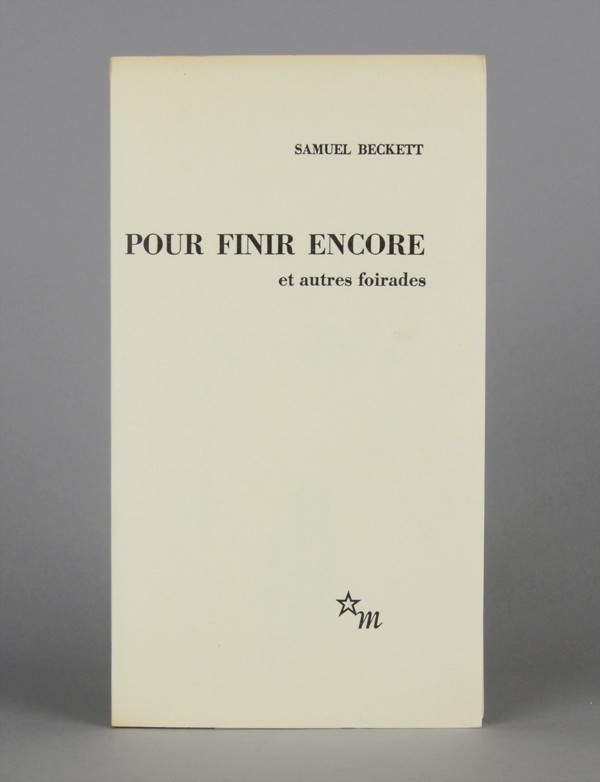 SAMUEL BECKETT
POUR FINIR ENCORE
et autres foirades
m